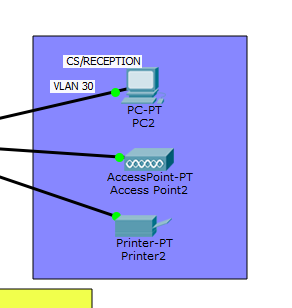 CS/RECEPTION
VLAN 30
PC-PT
PC2
AccessPoint-PT
Access Point2
Printer-PT
Printer2